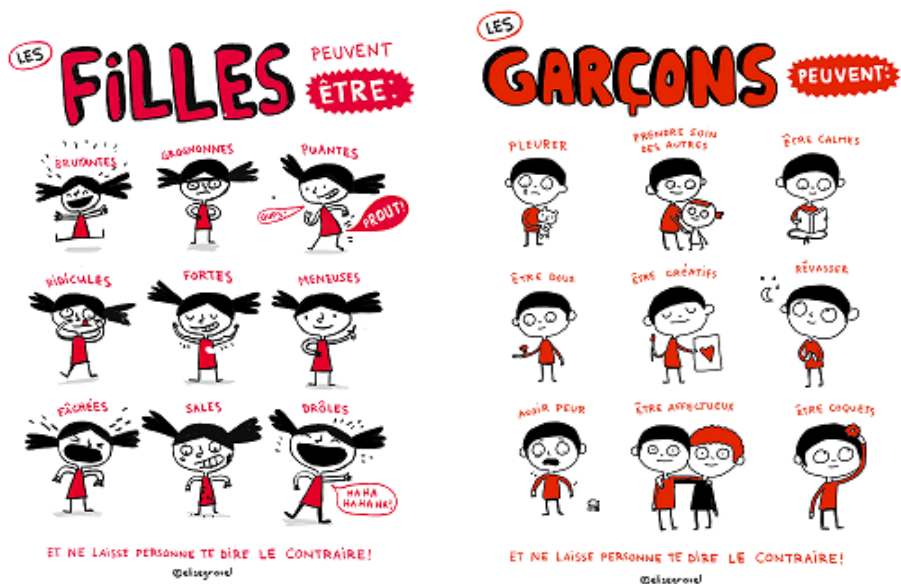 LES
FILLES
PEUVENT
ÊTRE:
BRUYANTES
GROGNONNES
PUANTES
OUPS.
PROUT!
RIDICULES
FORTES
MENEUSES
FÂCHÉES
SALES
DRÔLES
HA HA
HA HA HA!
ET NE LAISSE PERSONNE TE DIRE LE CONTRAIRE!
@elisegravel
LES
GARÇONS
PEUVENT:
PLEURER
PRENDRE SOIN
DES AUTRES
ÊTRE CALMES
ÊTRE DOUX
ÊTRE CRÉATIFS
RÊVASSER
AVOIR PEUR
ÊTRE AFFECTUEUX
ÊTRE COQUETS
ET NE LAISSE PERSONNE TE DIRE LE CONTRAIRE!
@elisegravel